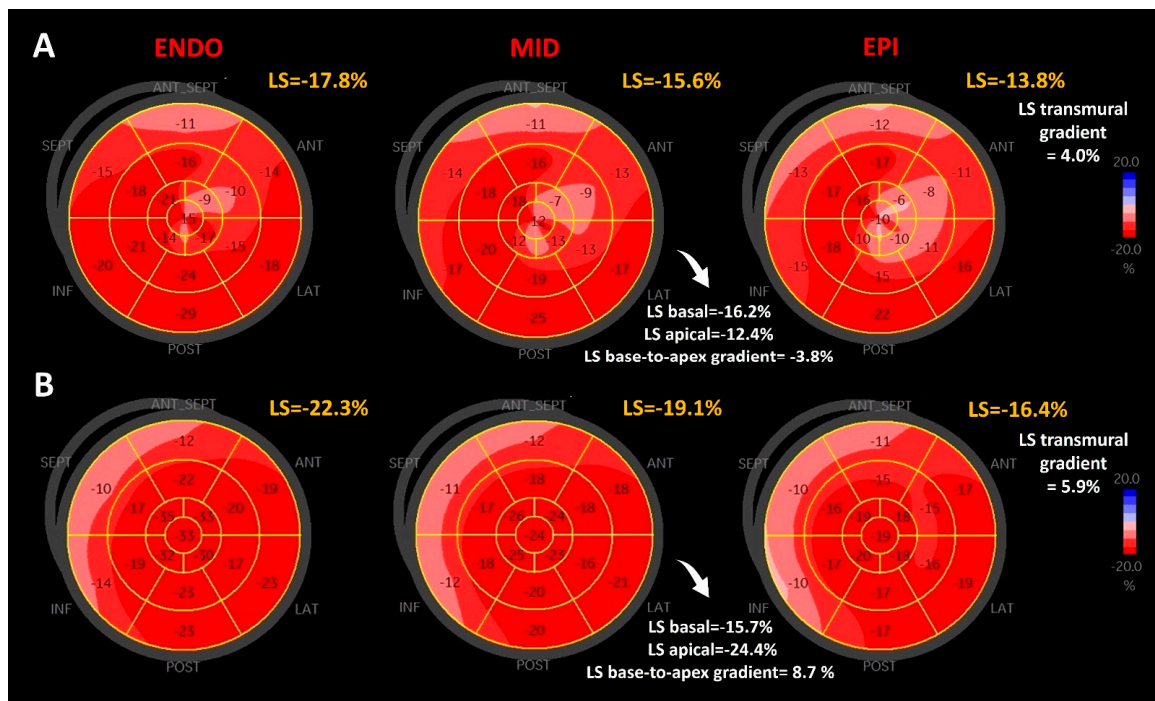 A
ENDO
MID
EPI
LS=-17.8%
LS=-15.6%
LS=-13.8%
ANT_SEPT
ANT_SEPT
ANT_SEPT
LS transmural
gradient
= 4.0%
SEPT
ANT
SEPT
ANT
SEPT
ANT
-11
-15
-14
-16
-18
-10
-21
-9
15
-14
-17
-21
-15
-20
-18
-24
-29
-11
-14
-14
-16
-17
-9
18
-7
12
12
-13
-20
-13
-17
-17
-19
-25
-12
-13
-11
-17
-17
-8
16
-6
10
10
-10
-18
-11
-15
-16
-15
-22
20.0
-20.0
%
INF
LAT
INF
LAT
INF
LAT
POST
POST
POST
LS basal=-16.2%
LS apical=-12.4%
LS base-to-apex gradient= -3.8%
B
LS=-22.3%
LS=-19.1%
LS=-16.4%
ANT_SEPT
ANT_SEPT
ANT_SEPT
LS transmural
gradient
= 5.9%
SEPT
ANT
SEPT
ANT
SEPT
ANT
-12
-10
-19
-22
-17
-20
-35
-33
-33
-32
-30
-19
-17
-14
-23
-23
-23
-12
-11
-18
-18
-17
-18
-26
-24
-24
-25
-23
-18
-16
-12
-21
-20
-20
-11
-10
-17
-15
-16
-15
19
18
-19
-20
-18
-17
-16
-10
-19
-17
-17
20.0
-20.0
%
INF
LAT
INF
LAT
INF
LAT
POST
POST
POST
LS basal=-15.7%
LS apical=-24.4%
LS base-to-apex gradient= 8.7 %